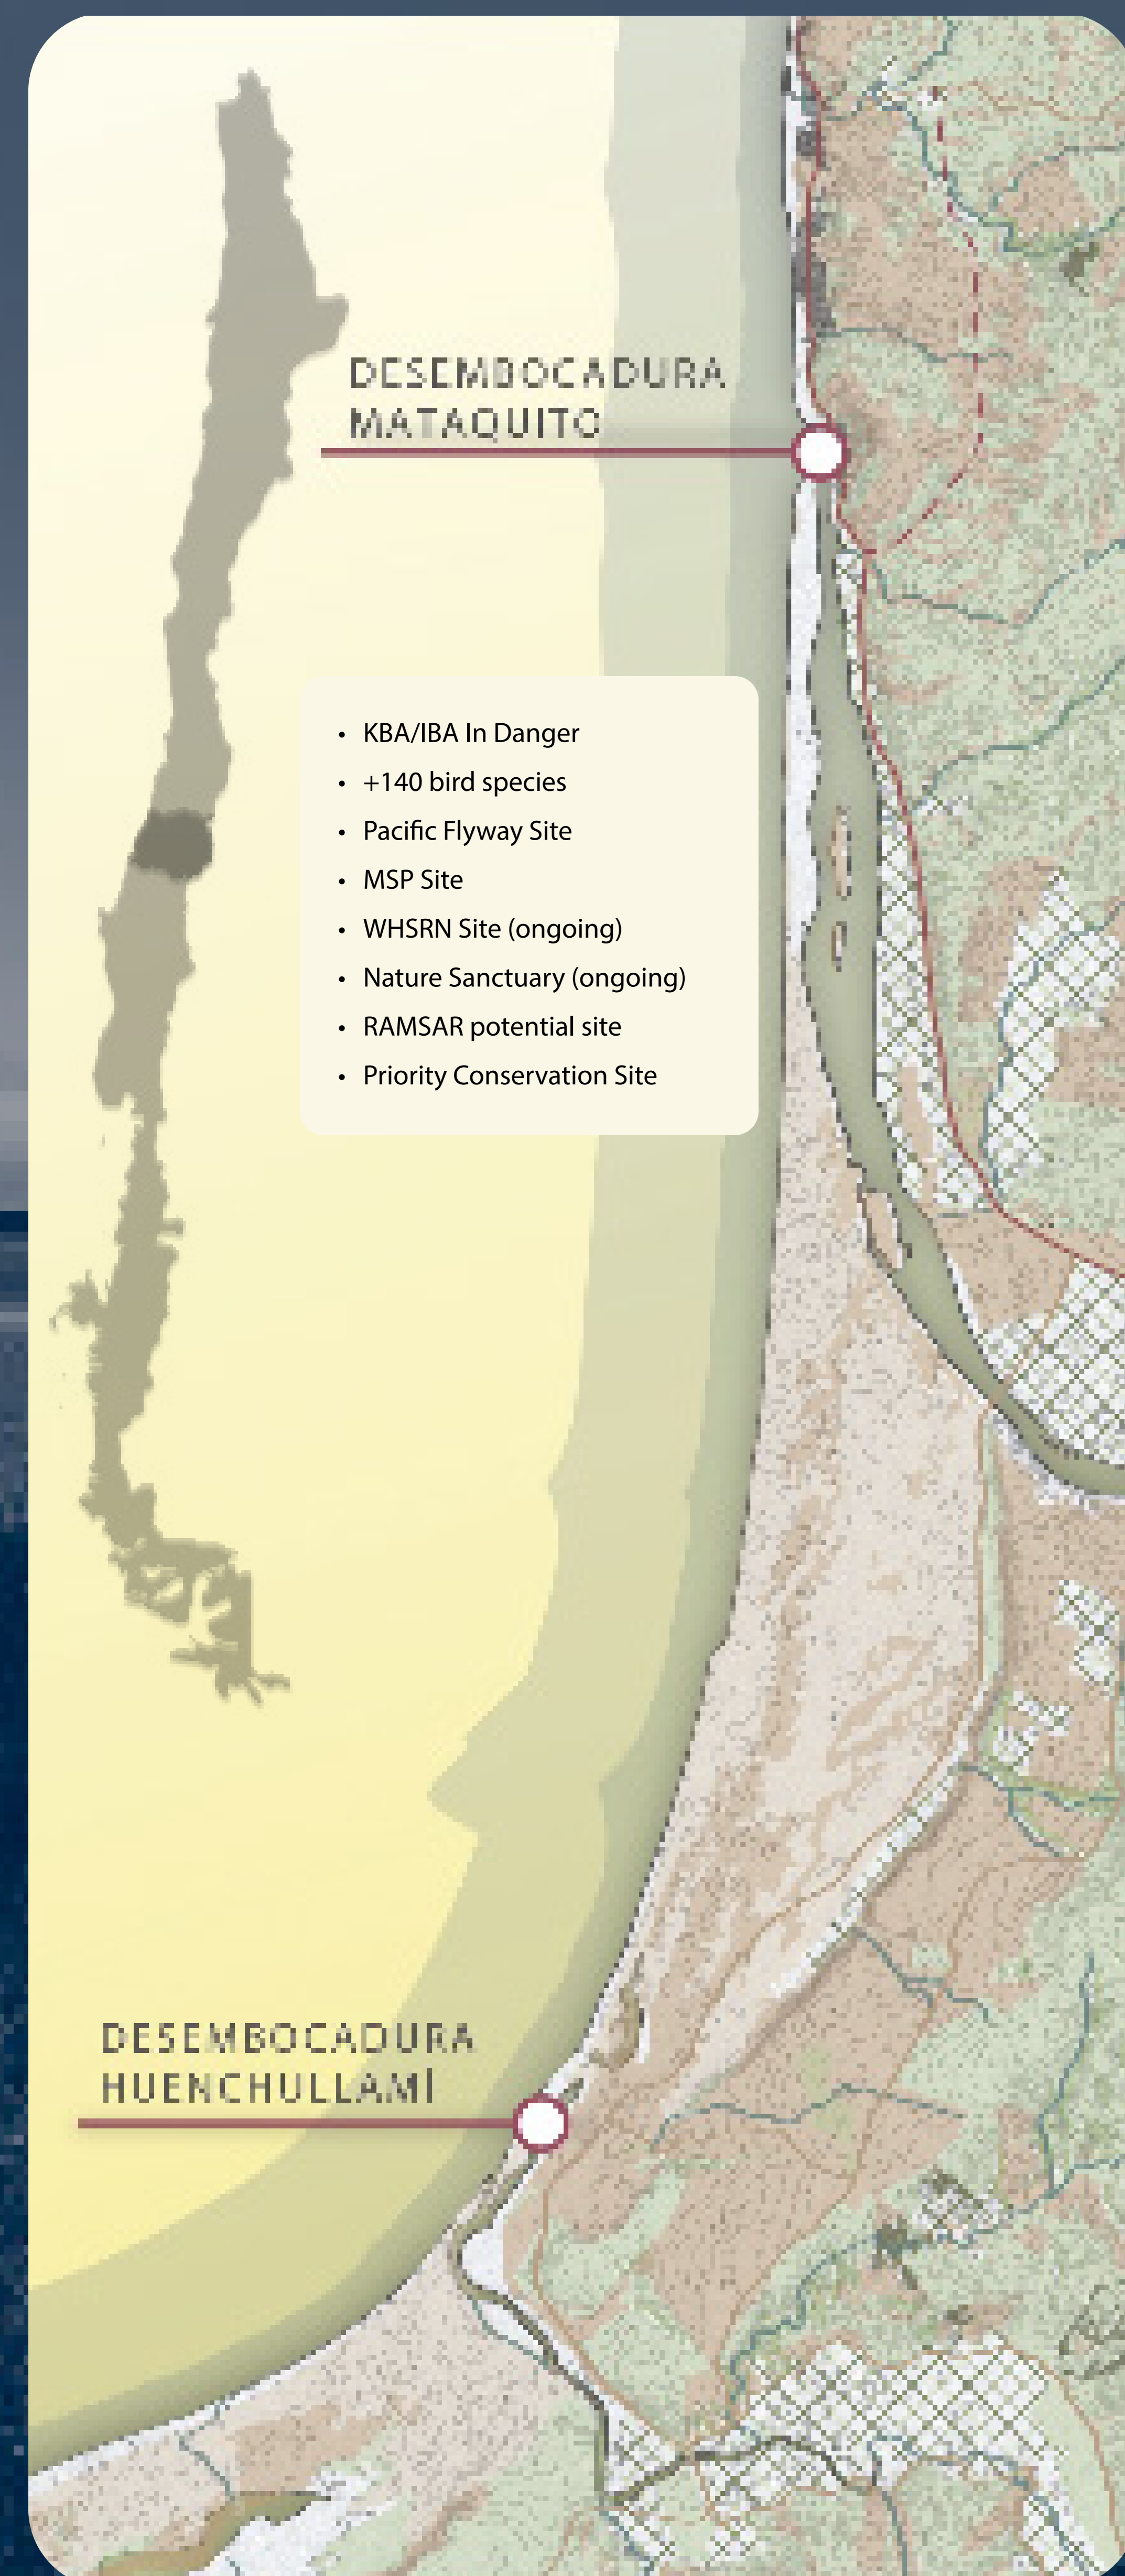 DESEMBOCADURA
MATAQUITO
• KBA/IBA In Danger
• +140 bird species
• Pacific Flyway Site
• MSP Site
• WHSRN Site (ongoing)
• Nature Sanctuary (ongoing)
• RAMSAR potential site
• Priority Conservation Site
DESEMBOCADURA
HUENCHULLAMÍ